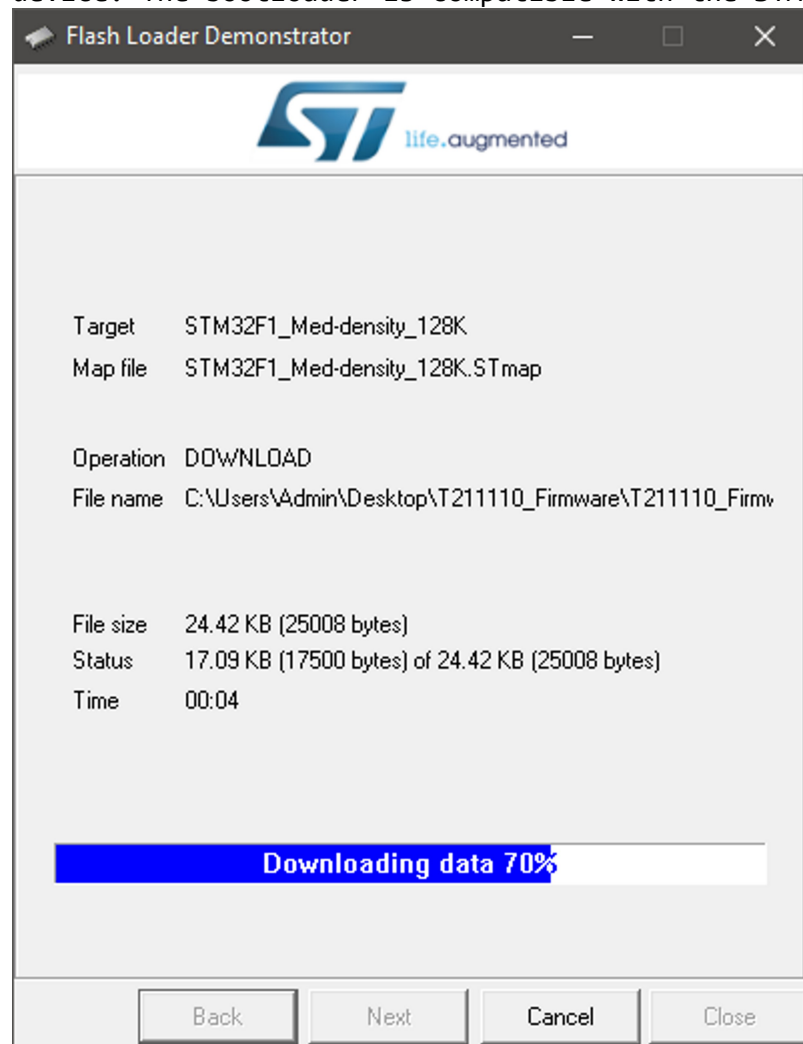 Flash Loader Demonstrator
ST life.augmented
Target STM32F1_Med-density_128K
Map file STM32F1_Med-density_128K.STmap
Operation DOWNLOAD
File name C:\Users\Admin\Desktop\T211110_Firmware\T211110_Firmw
File size 24.42 KB (25008 bytes)
Status 17.09 KB (17500 bytes) of 24.42 KB (25008 bytes)
Time 00:04
Downloading data 70%
Back Next Cancel Close